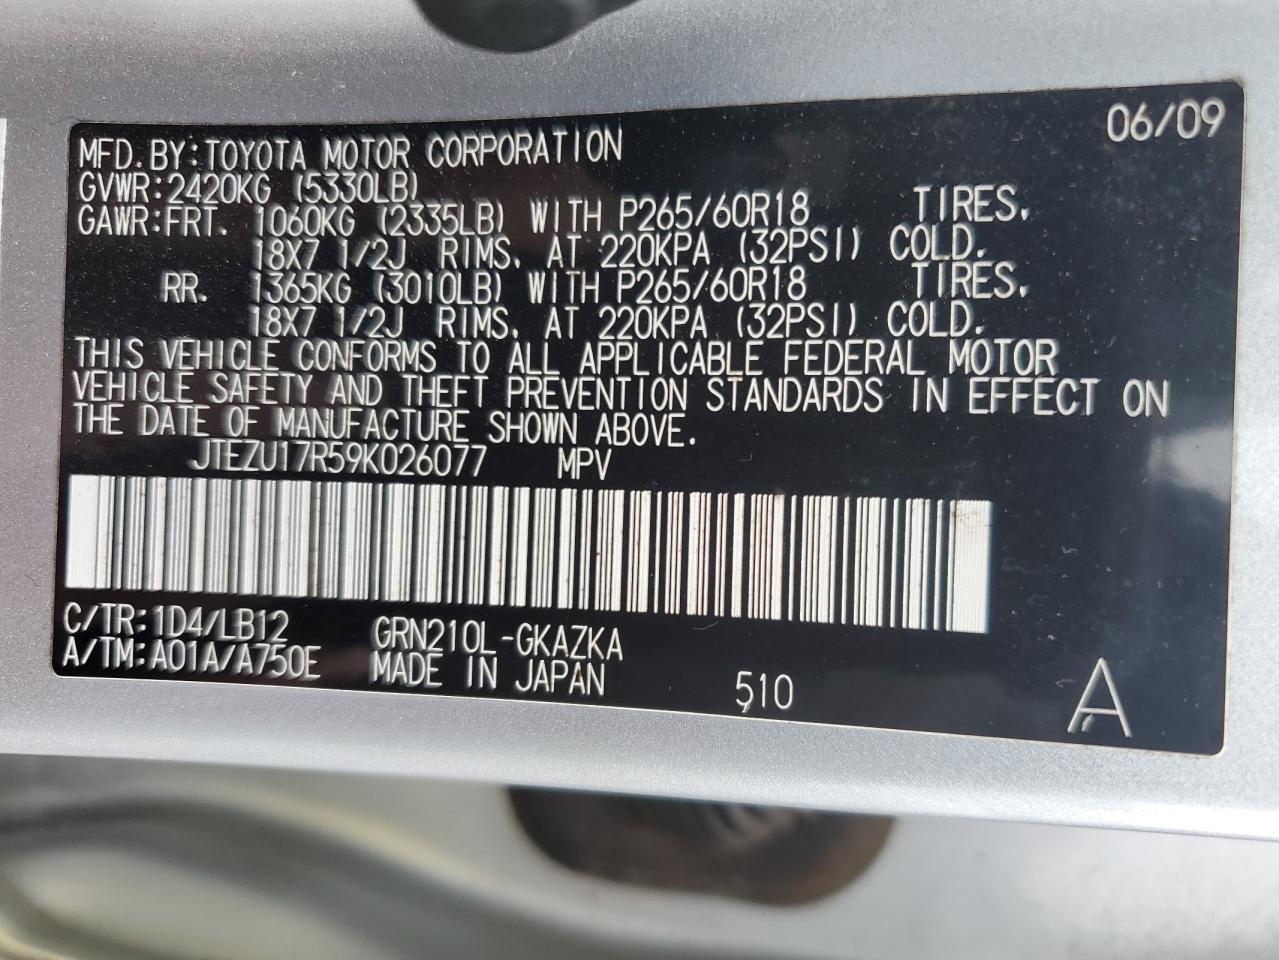 06/09
MFD.BY:TOYOTA MOTOR CORPORATION
GVWR:2420KG (5330LB)
GAWR:FRT. 1060KG (2335LB) WITH P265/60R18 TIRES.
18X7 1/2J RIMS, AT 220KPA (32PSI) COLD.
RR. 1365KG (3010LB) WITH P265/60R18 TIRES.
18X7 1/2J RIMS, AT 220KPA (32PSI) COLD.
THIS VEHICLE CONFORMS TO ALL APPLICABLE FEDERAL MOTOR
VEHICLE SAFETY AND THEFT PREVENTION STANDARDS IN EFFECT ON
THE DATE OF MANUFACTURE SHOWN ABOVE.
JTEZU17R59K026077 MPV
C/TR:1D4/LB12 GRN210L-GKAZKA
A/TM:A01A/A750E MADE IN JAPAN
510
A